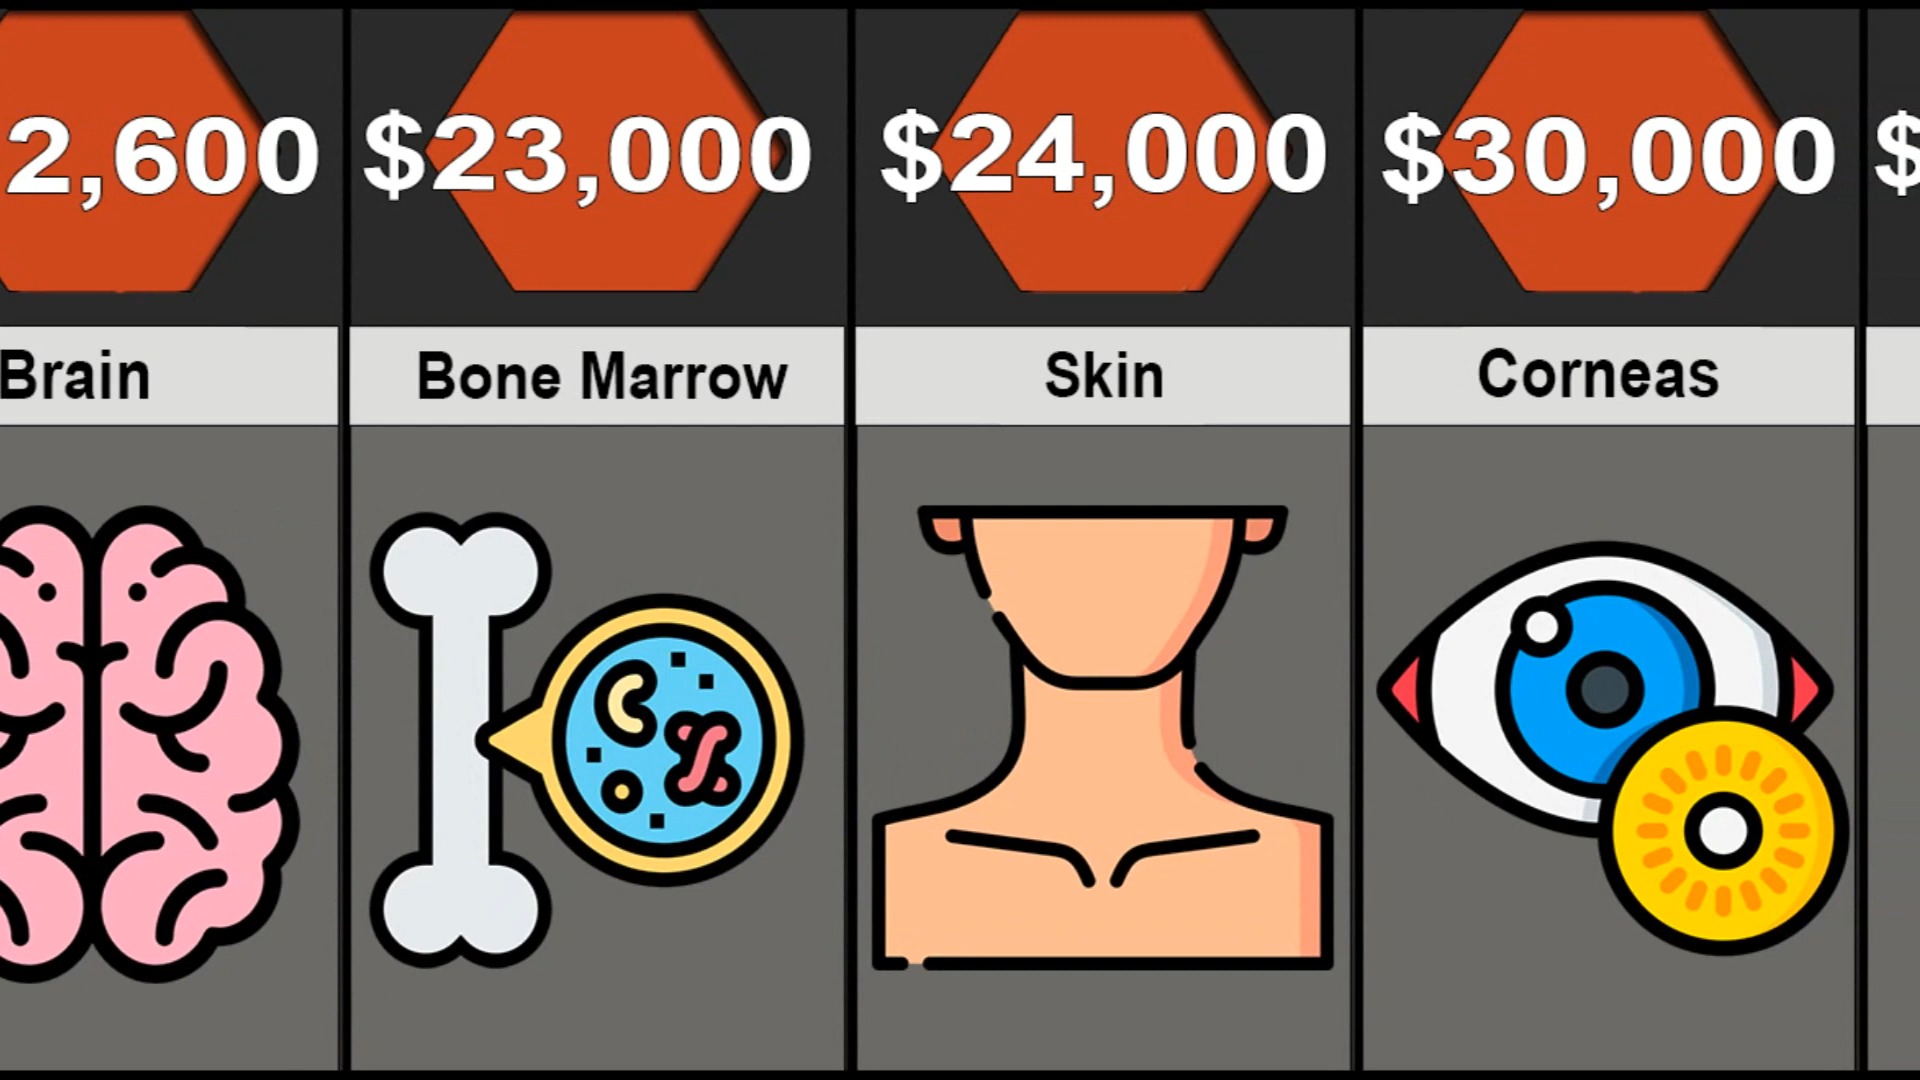 2,600
$23,000
$24,000
$30,000
$
Brain
Bone Marrow
Skin
Corneas